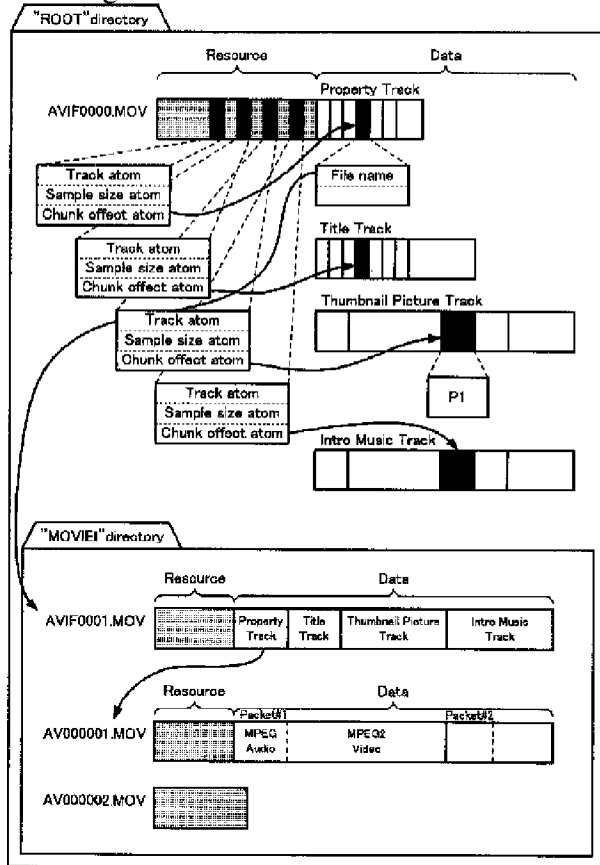 "ROOT"directory
Resource
Data
Property Track
AVIF0000.MOV
Track atom
Sample size atom
Chunk offect atom
File name
Title Track
Track atom
Sample size atom
Chunk offect atom
Thumbnail Picture Track
Track atom
Sample size atom
Chunk offect atom
P1
Track atom
Sample size atom
Chunk offect atom
Intro Music Track
"MOVIE1"directory
Resource
Data
AVIF0001.MOV
Property
Track
Title
Track
Thumbnail Picture
Track
Intro Music
Track
Resource
Data
Packet#1
Packet#2
AV000001.MOV
MPEG
Audio
MPEG2
Video
AV000002.MOV